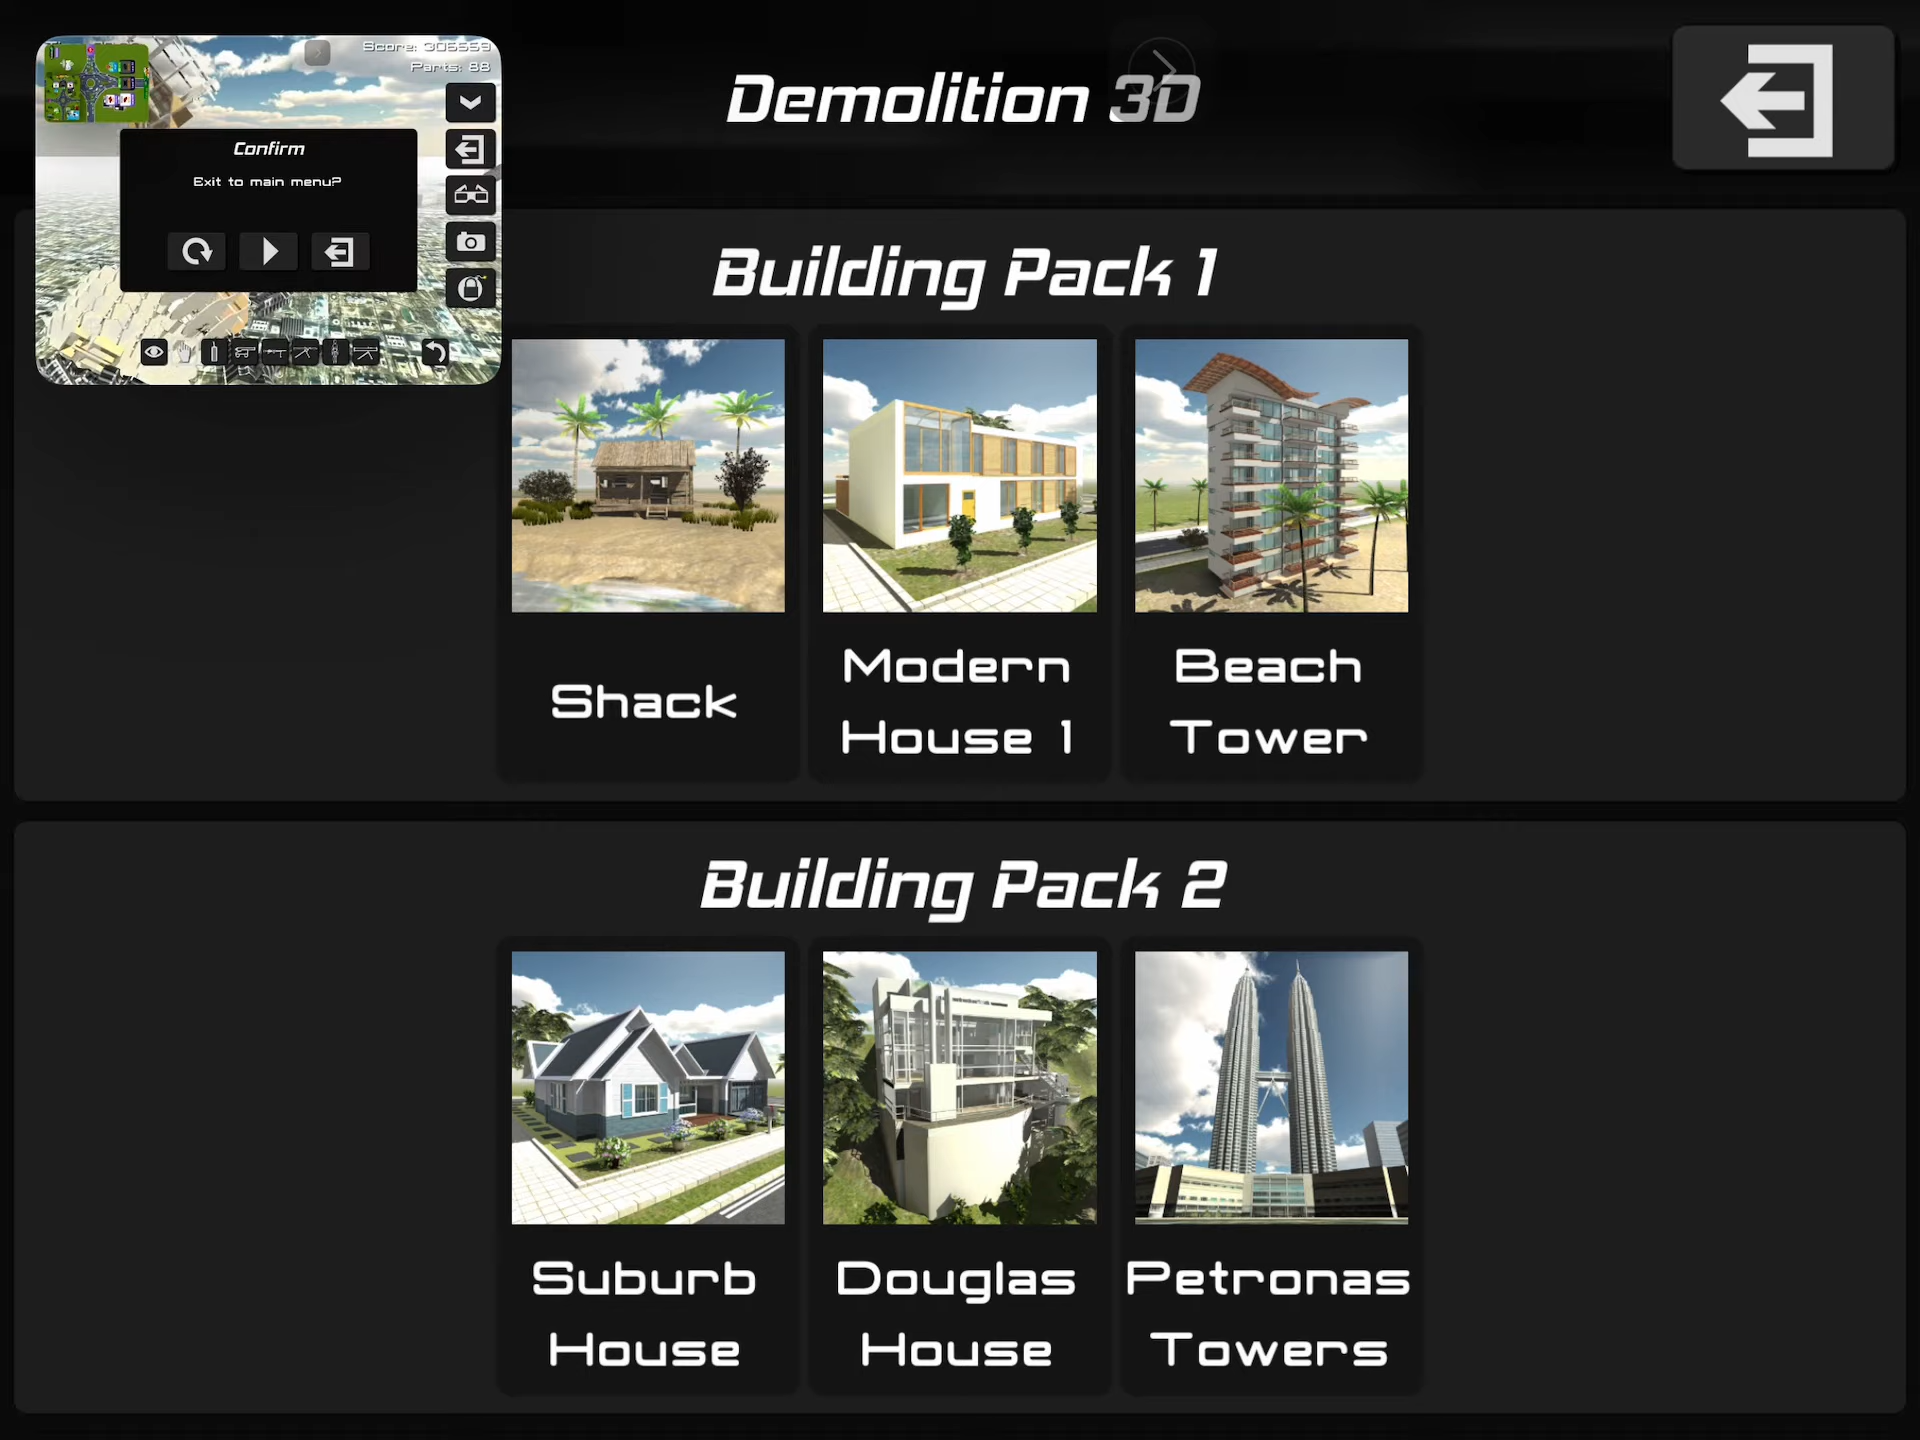 Score: 306559
Parts: 88
Confirm
Exit to main menu?
Demolition 3D
Building Pack 1
Shack
Modern
House 1
Beach
Tower
Building Pack 2
Suburb
House
Douglas
House
Petronas
Towers